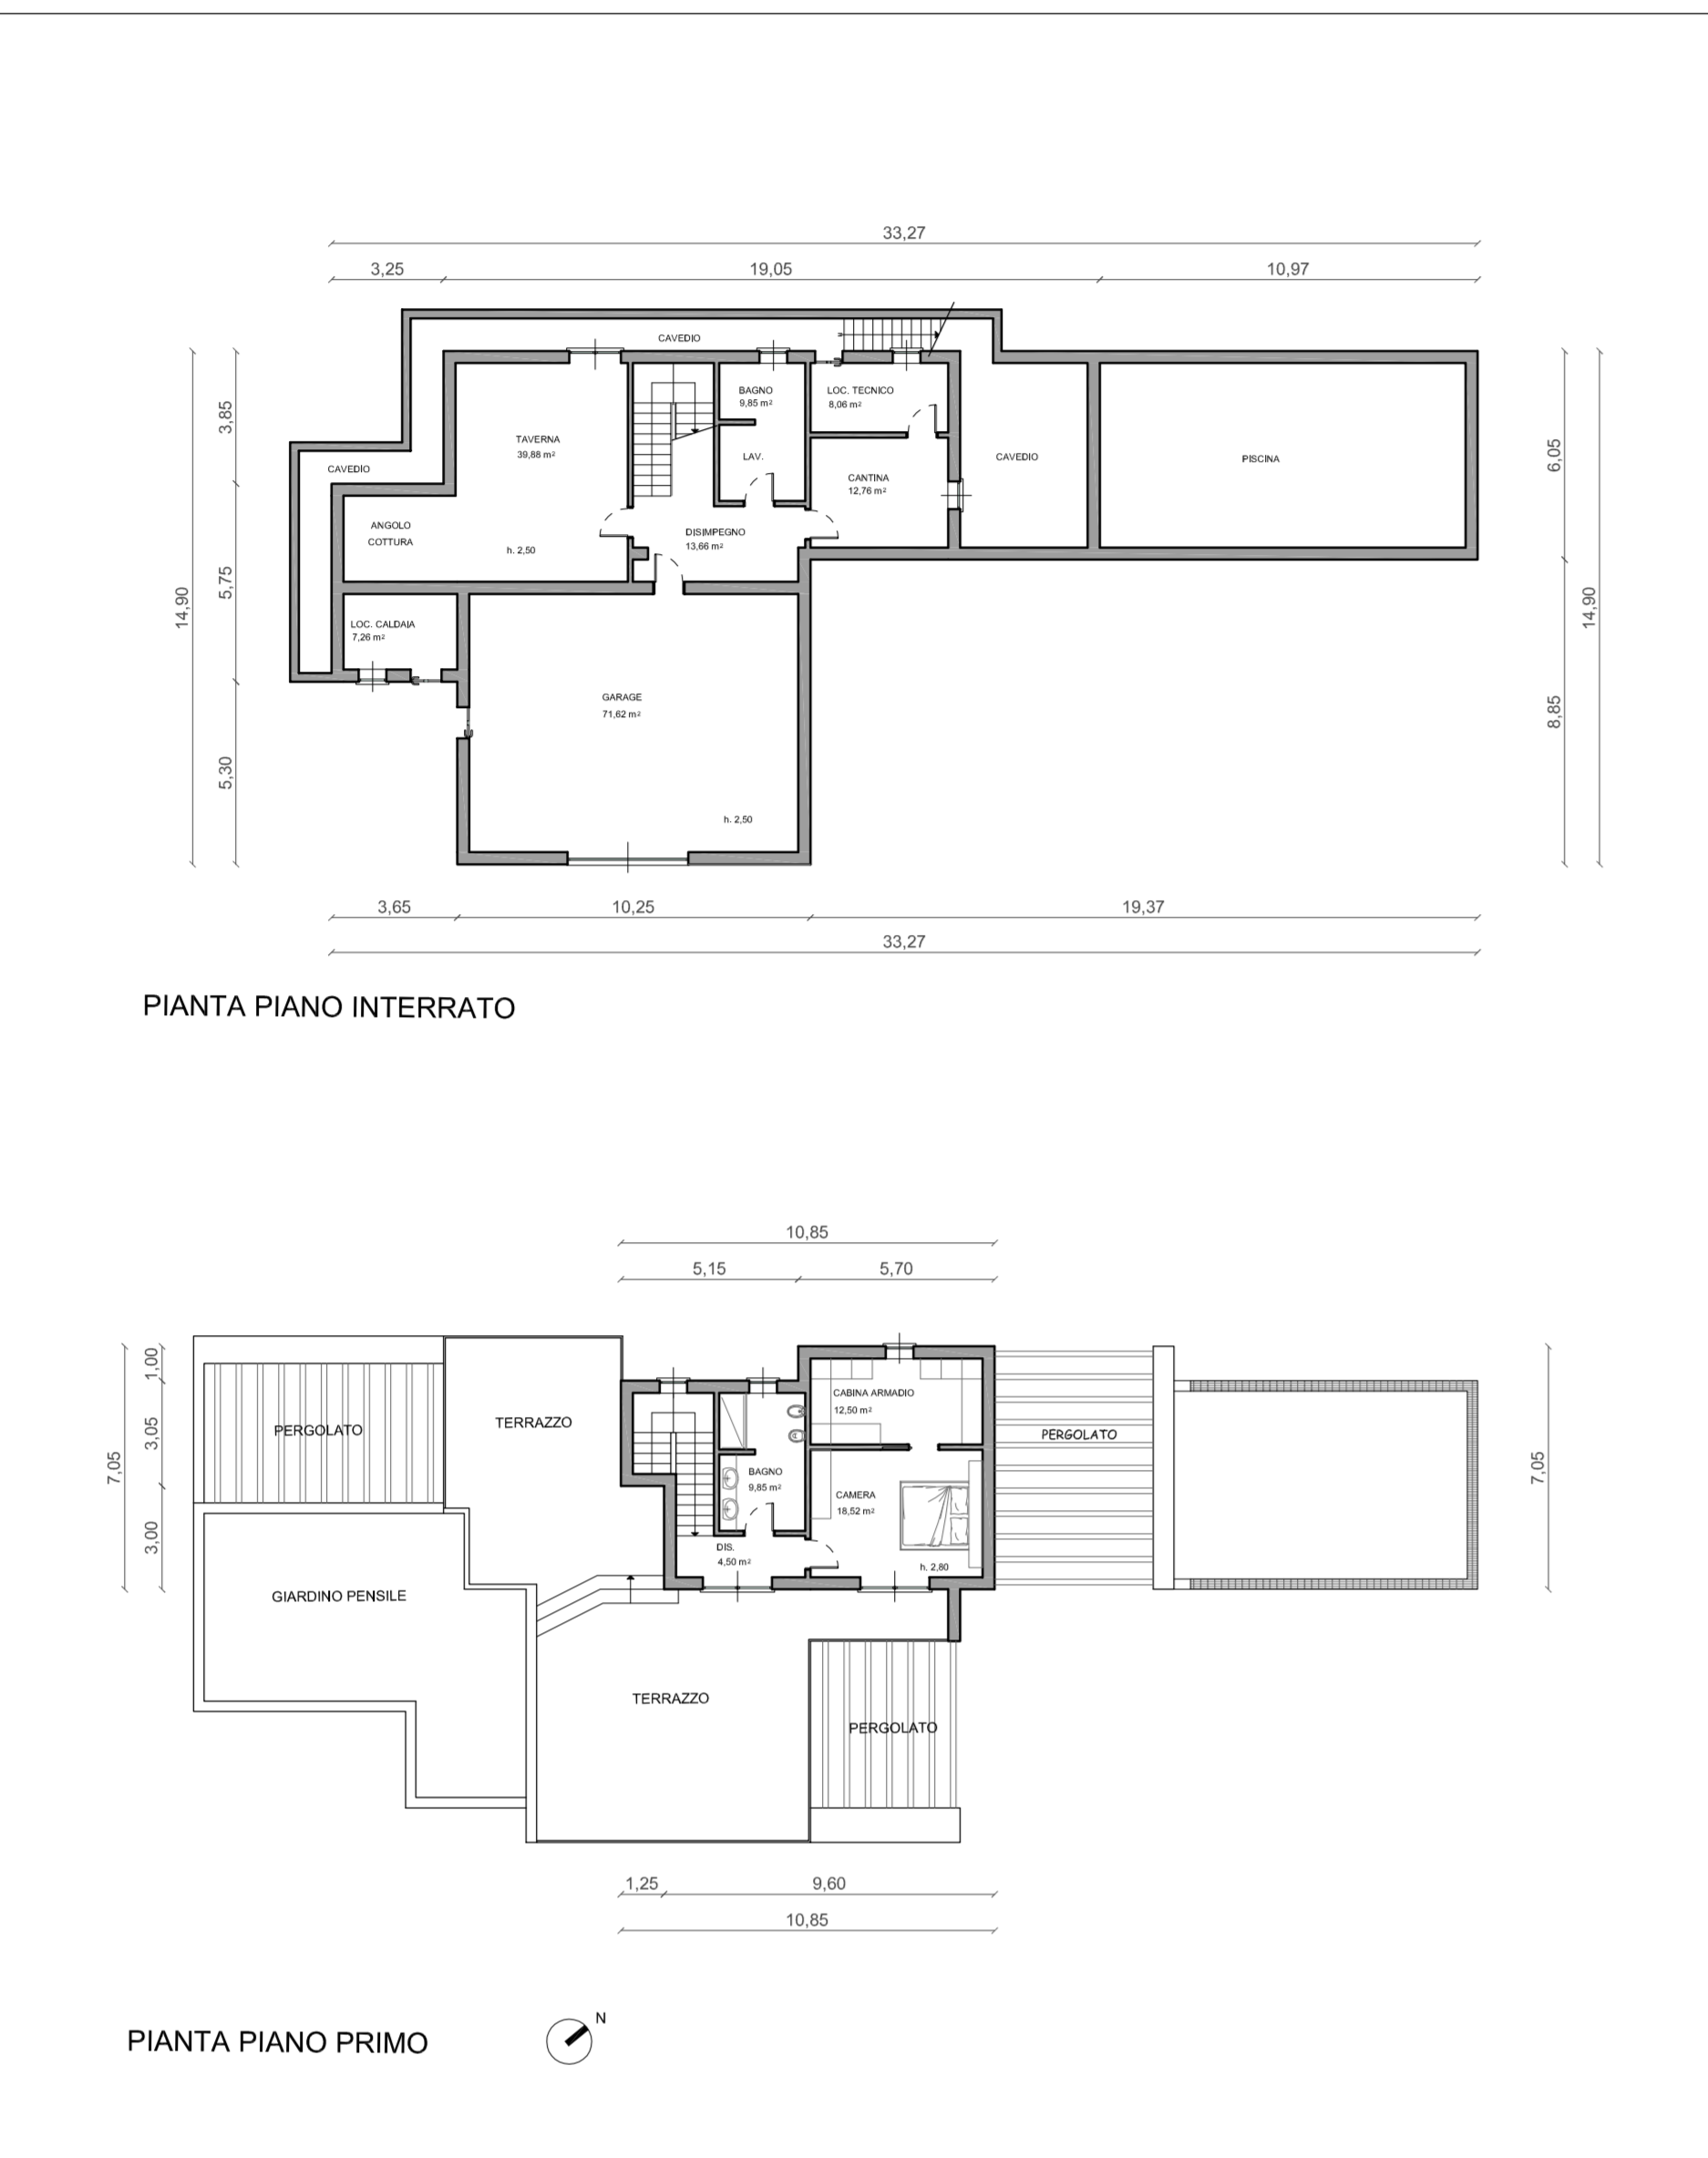 33,27
3,25 19,05 10,97
CAVEDIO
BAGNO
9,85 m²
LOC. TECNICO
8,06 m²
3,85
TAVERNA
39,88 m²
LAV.
CAVEDIO
PISCINA
6,05
CAVEDIO
CANTINA
12,76 m²
ANGOLO
COTTURA
h. 2,50
DISIMPEGNO
13,66 m²
14,90
5,75
14,90
LOC. CALDAIA
7,26 m²
GARAGE
71,62 m²
8,85
5,30
h. 2,50
3,65 10,25 19,37
33,27
PIANTA PIANO INTERRATO
10,85
5,15 5,70
1,00
CABINA ARMADIO
12,50 m²
PERGOLATO
TERRAZZO
PERGOLATO
3,05
7,05
7,05
BAGNO
9,85 m²
CAMERA
18,52 m²
3,00
DIS.
4,50 m²
h. 2,80
GIARDINO PENSILE
TERRAZZO
PERGOLATO
1,25 9,60
10,85
PIANTA PIANO PRIMO
N